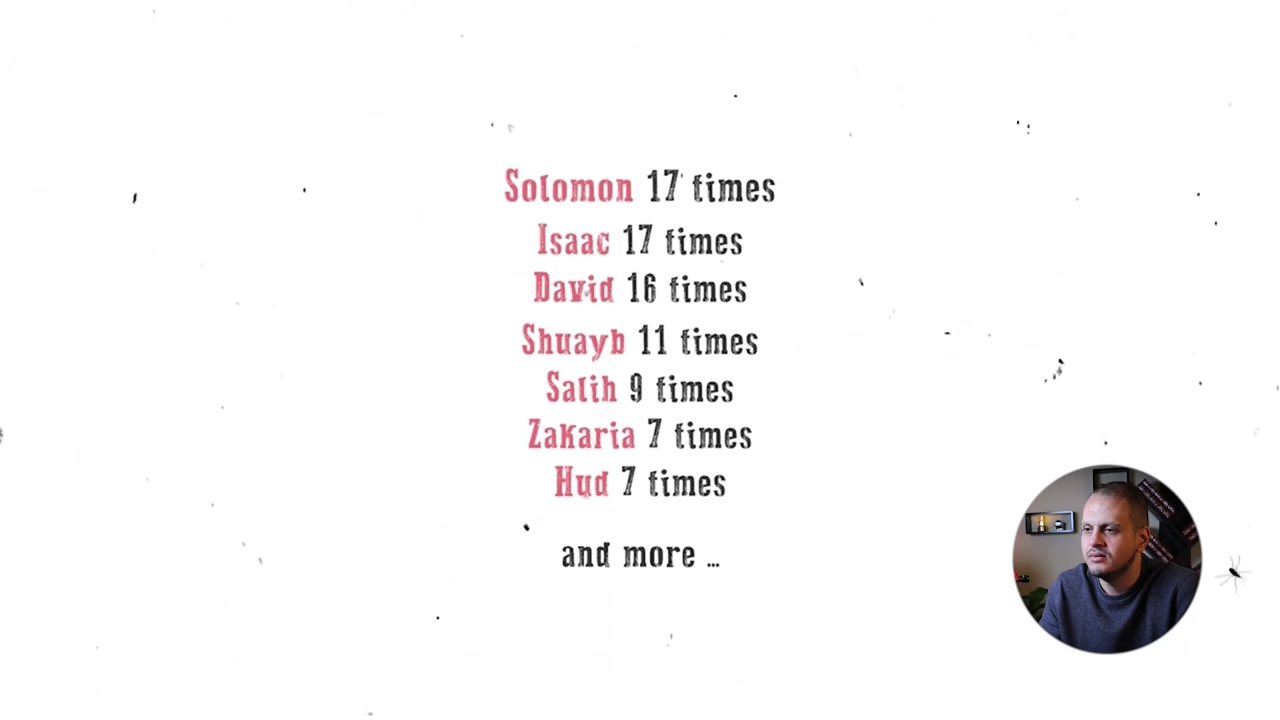 Solomon 17 times
Isaac 17 times
David 16 times
Shuayb 11 times
Salih 9 times
Zakaria 7 times
Hud 7 times
and more ...